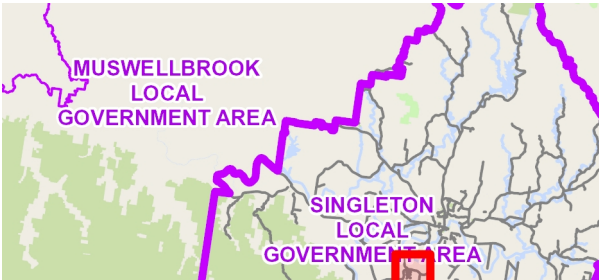 MUSWELLBROOK
LOCAL
GOVERNMENT AREA
SINGLETON
LOCAL
GOVERNMENT AREA